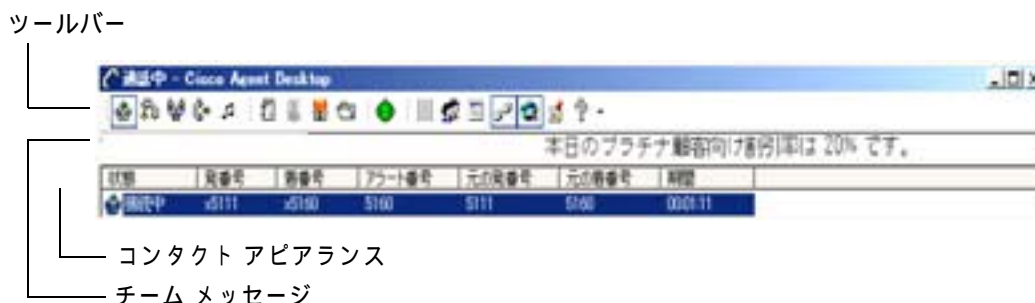 ツールバー
通話中 - Cisco Agent Desktop
本日のプラチナ顧客向け割引率は 20% です。
状態 発番号 着番号 アラート番号 元の発番号 元の着番号 期間
接続中 x5111 x5160 5160 5111 5160 00:01:11
コンタクト アピアランス
チーム メッセージ